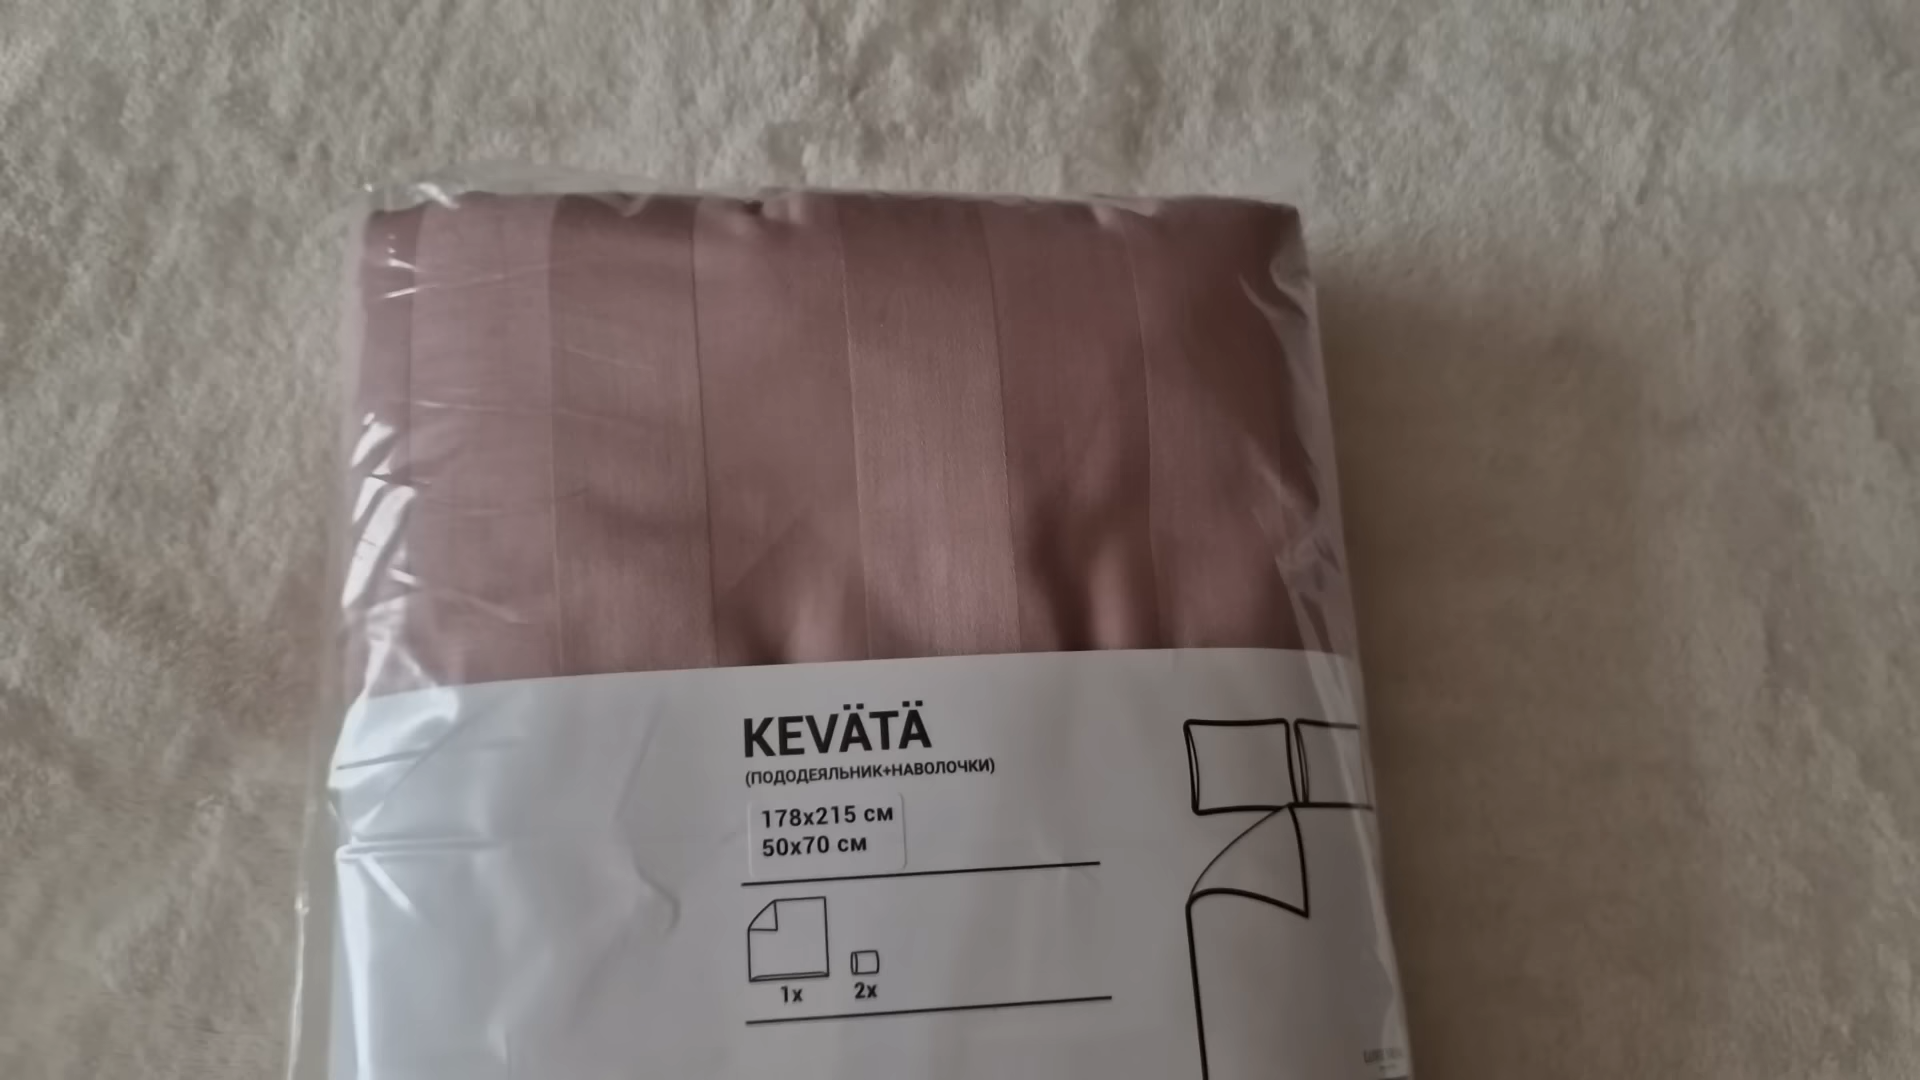 KEVÄTÄ
(ПОДОДЕЯЛЬНИК+НАВОЛОЧКИ)
178x215 см
50x70 см
1x 2x